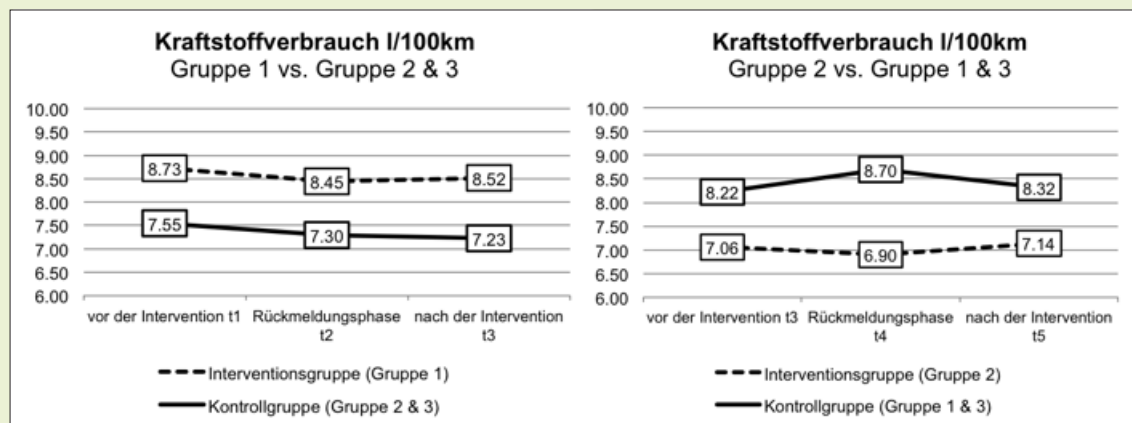 Kraftstoffverbrauch l/100km
Gruppe 1 vs. Gruppe 2 & 3
10.00
9.50
9.00
8.50
8.00
7.50
7.00
6.50
6.00
8.73
8.45
8.52
7.55
7.30
7.23
vor der Intervention t1
Rückmeldungsphase
t2
nach der Intervention
t3
Interventionsgruppe (Gruppe 1)
Kontrollgruppe (Gruppe 2 & 3)
Kraftstoffverbrauch l/100km
Gruppe 2 vs. Gruppe 1 & 3
10.00
9.50
9.00
8.50
8.00
7.50
7.00
6.50
6.00
8.22
8.70
8.32
7.06
6.90
7.14
vor der Intervention t3
Rückmeldungsphase
t4
nach der Intervention
t5
Interventionsgruppe (Gruppe 2)
Kontrollgruppe (Gruppe 1 & 3)